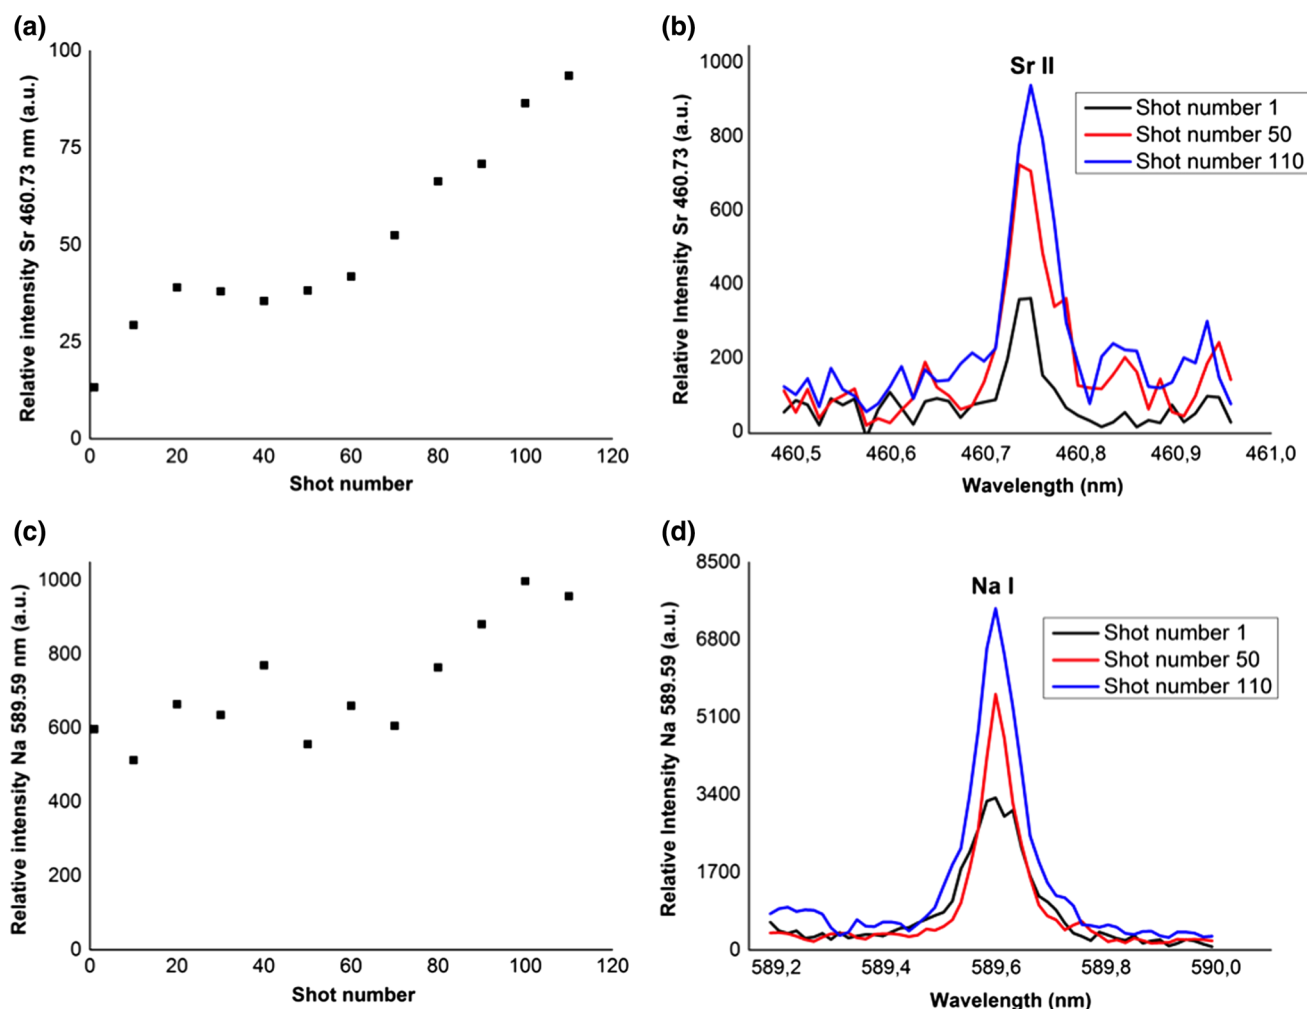 (a)
Relative intensity Sr 460.73 nm (a.u.)
100
75
50
25
0
0 20 40 60 80 100 120
Shot number
(b)
Relative Intensity Sr 460.73 (a.u.)
1000
800
600
400
200
0
Sr II
Shot number 1
Shot number 50
Shot number 110
460,5 460,6 460,7 460,8 460,9 461,0
Wavelength (nm)
(c)
Relative intensity Na 589.59 nm (a.u.)
1000
800
600
400
200
0
0 20 40 60 80 100 120
Shot number
(d)
Relative Intensity Na 589.59 (a.u.)
8500
6800
5100
3400
1700
0
Na I
Shot number 1
Shot number 50
Shot number 110
589,2 589,4 589,6 589,8 590,0
Wavelength (nm)